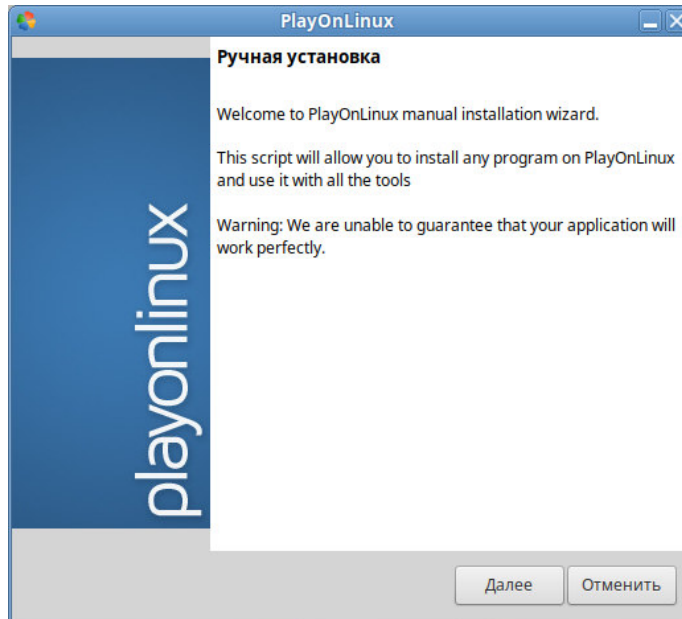 PlayOnLinux
Ручная установка
Welcome to PlayOnLinux manual installation wizard.
This script will allow you to install any program on PlayOnLinux
and use it with all the tools
Warning: We are unable to guarantee that your application will
work perfectly.
playonlinux
Далее
Отменить